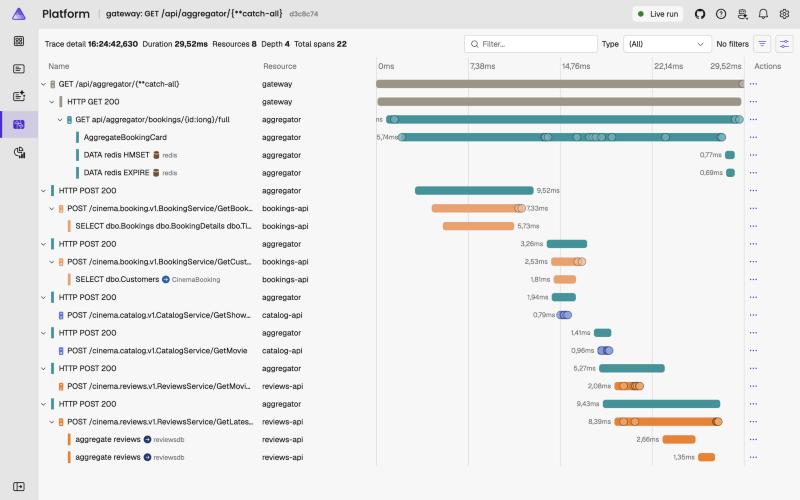 Platform
gateway: GET /api/aggregator/{**catch-all} d3c8c74
Live run
Trace detail 16:24:42,630 Duration 29,52ms Resources 8 Depth 4 Total spans 22
Filter...
Type (All)
No filters
Name Resource 0ms 7,38ms 14,76ms 22,14ms 29,52ms Actions
GET /api/aggregator/{**catch-all} gateway
HTTP GET 200 gateway
GET api/aggregator/bookings/{id:long}/full aggregator ns
AggregateBookingCard aggregator 5,74ms
DATA redis HMSET redis aggregator 0,77ms
DATA redis EXPIRE redis aggregator 0,69ms
HTTP POST 200 aggregator 9,52ms
POST /cinema.booking.v1.BookingService/GetBook... bookings-api 7,33ms
SELECT dbo.Bookings dbo.BookingDetails dbo.Ti... bookings-api 5,73ms
HTTP POST 200 aggregator 3,26ms
POST /cinema.booking.v1.BookingService/GetCust... bookings-api 2,53ms
SELECT dbo.Customers CinemaBooking bookings-api 1,81ms
HTTP POST 200 aggregator 1,94ms
POST /cinema.catalog.v1.CatalogService/GetShow... catalog-api 0,79ms
HTTP POST 200 aggregator 1,41ms
POST /cinema.catalog.v1.CatalogService/GetMovie catalog-api 0,96ms
HTTP POST 200 aggregator 5,27ms
POST /cinema.reviews.v1.ReviewsService/GetMovi... reviews-api 2,08ms
HTTP POST 200 aggregator 9,43ms
POST /cinema.reviews.v1.ReviewsService/GetLates... reviews-api 8,39ms
aggregate reviews reviewsdb reviews-api 2,66ms
aggregate reviews reviewsdb reviews-api 1,35ms